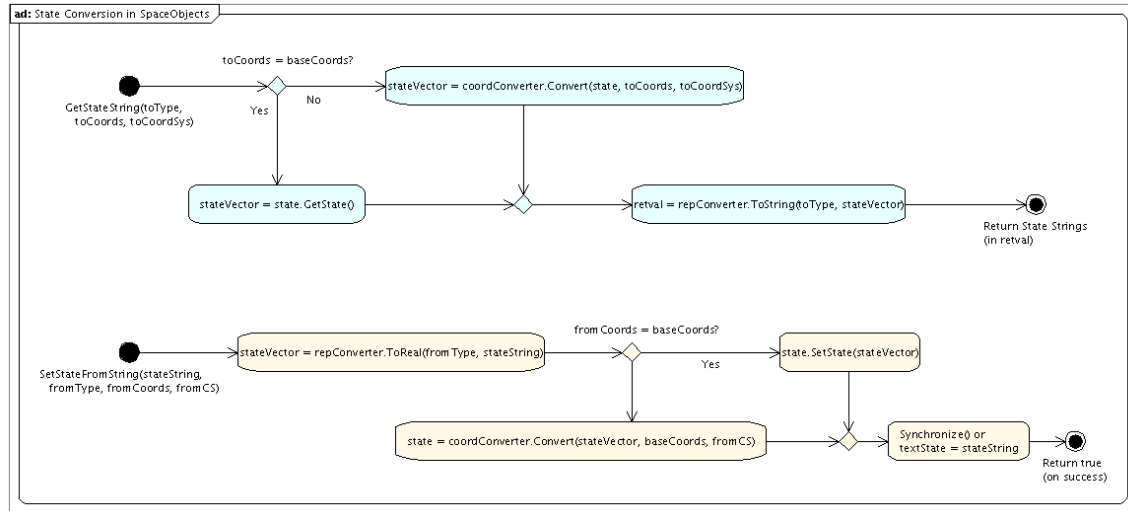 ad: State Conversion in SpaceObjects
toCoords = baseCoords?
stateVector = coordConverter.Convert(state, toCoords, toCoordSys)
No
Yes
GetStateString(toType,
toCoords, toCoordSys)
stateVector = state.GetState()
retval = repConverter.ToString(toType, stateVector)
Return State Strings
(in retval)
fromCoords = baseCoords?
stateVector = repConverter.ToReal(fromType, stateString)
state.SetState(stateVector)
Yes
SetStateFromString(stateString,
fromType, fromCoords, fromCS)
state = coordConverter.Convert(stateVector, baseCoords, fromCS)
Synchronize() or
textState = stateString
Return true
(on success)